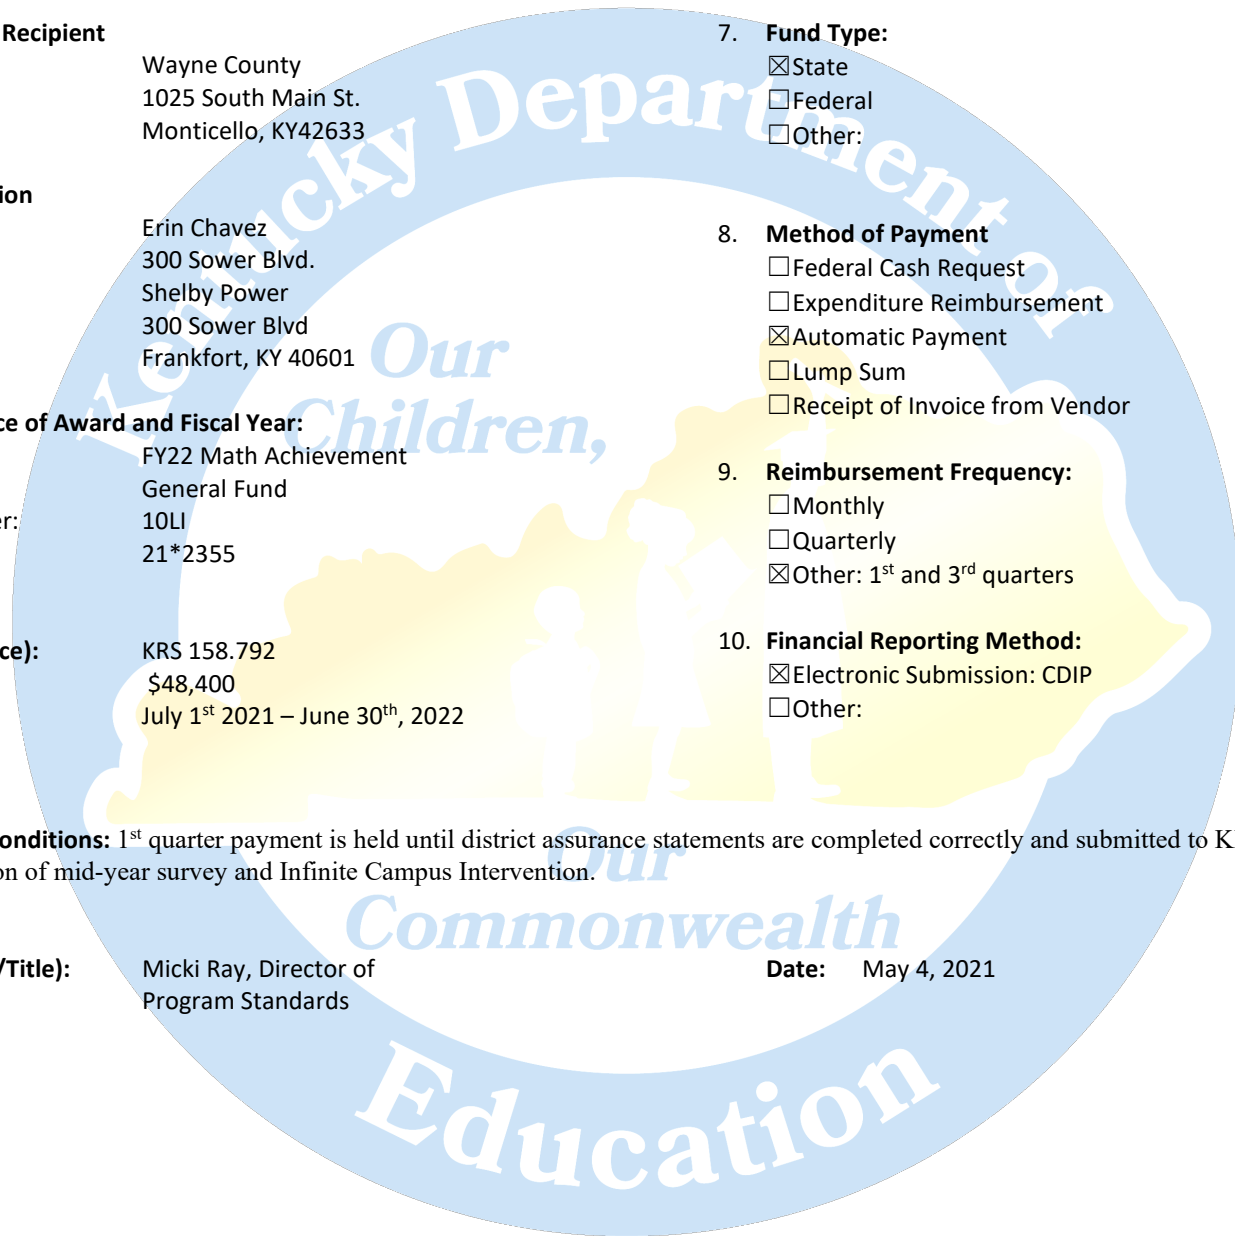 Recipient
Wayne County
1025 South Main St.
Monticello, KY42633
ion
Erin Chavez
300 Sower Blvd.
Shelby Power
300 Sower Blvd
Frankfort, KY 40601
ce of Award and Fiscal Year:
FY22 Math Achievement
General Fund
er: 10LI
21*2355
ce): KRS 158.792
$48,400
July 1st 2021 – June 30th, 2022
7. Fund Type:
☒State
☐Federal
☐Other:
8. Method of Payment
☐Federal Cash Request
☐Expenditure Reimbursement
☒Automatic Payment
☐Lump Sum
☐Receipt of Invoice from Vendor
9. Reimbursement Frequency:
☐Monthly
☐Quarterly
☒Other: 1st and 3rd quarters
10. Financial Reporting Method:
☒Electronic Submission: CDIP
☐Other:
onditions: 1st quarter payment is held until district assurance statements are completed correctly and submitted to K
on of mid-year survey and Infinite Campus Intervention.
/Title): Micki Ray, Director of
Program Standards
Date: May 4, 2021
Kentucky Department of
Education
Our
Children,
Our
Commonwealth